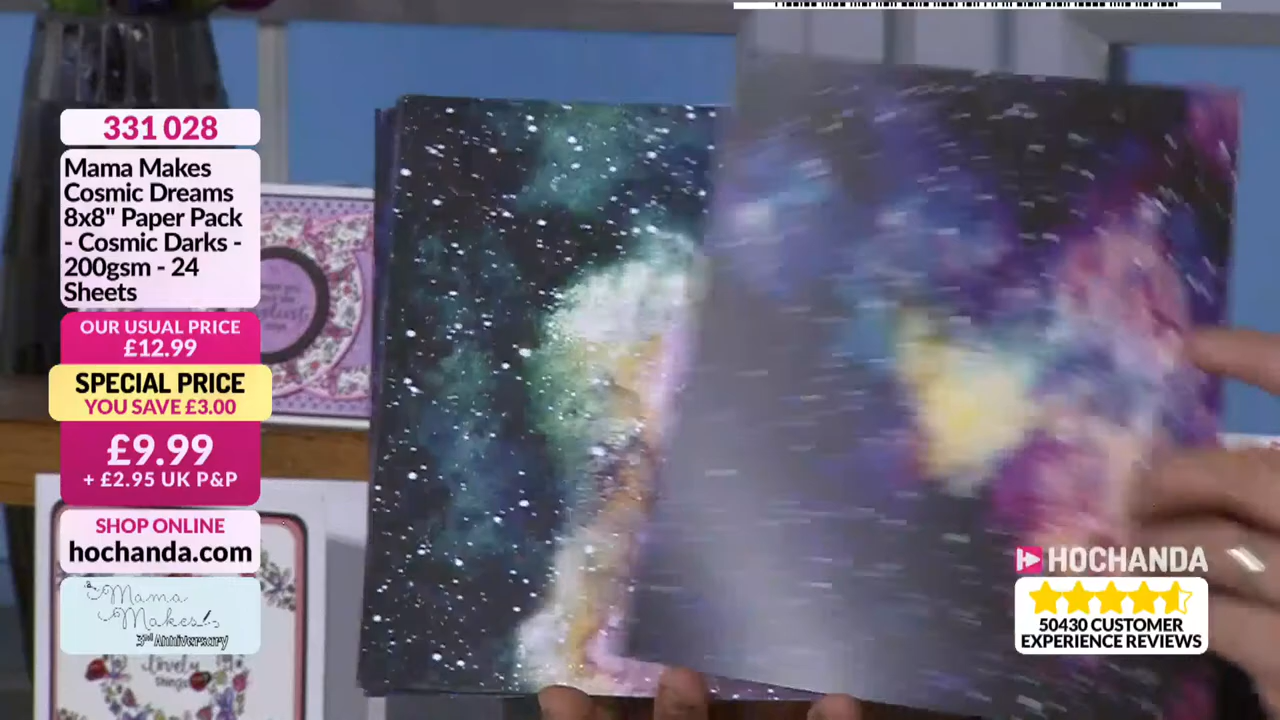 331 028
Mama Makes
Cosmic Dreams
8x8" Paper Pack
- Cosmic Darks -
200gsm - 24
Sheets
OUR USUAL PRICE
£12.99
SPECIAL PRICE
YOU SAVE £3.00
£9.99
+ £2.95 UK P&P
SHOP ONLINE
hochanda.com
Mama
Makes!
3rd Anniversary
Lovely
things
HOCHANDA
50430 CUSTOMER
EXPERIENCE REVIEWS